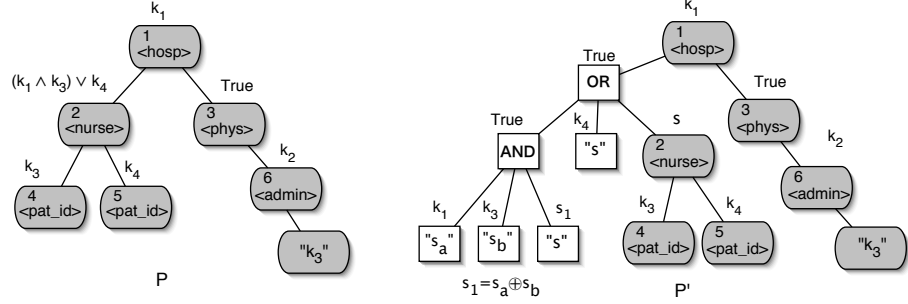 k1
1
<hosp>
(k1 ∧ k3) ∨ k4
True
2
<nurse>
3
<phys>
k3
k4
k2
4
<pat_id>
5
<pat_id>
6
<admin>
"k3"
P
k1
1
<hosp>
True
OR
True
3
<phys>
True
AND
k4
"s"
s
2
<nurse>
k2
6
<admin>
k1
k3
s1
k3
k4
"sa"
"sb"
"s"
4
<pat_id>
5
<pat_id>
"k3"
s1=sa⊕sb
P'